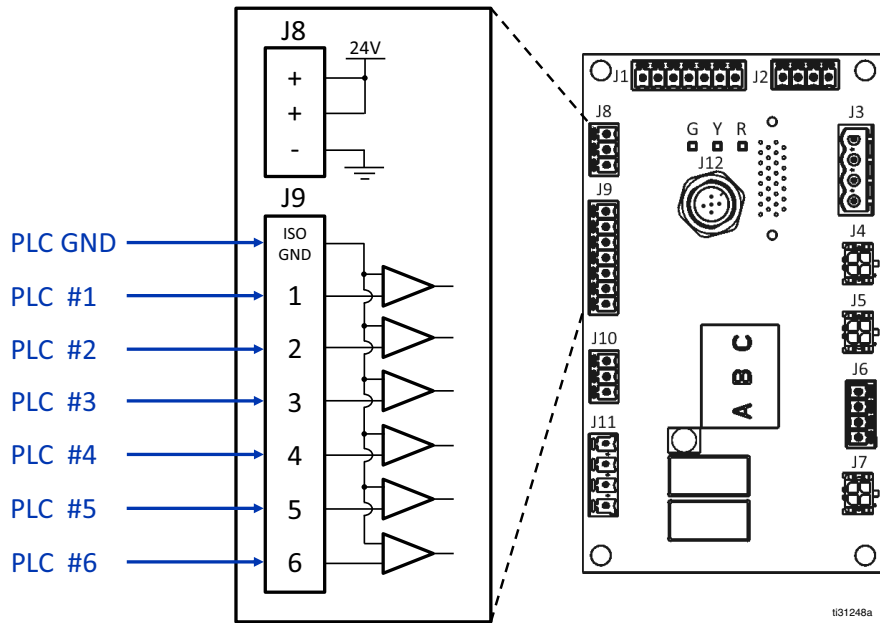 J8
24V
+
+
-
J9
PLC GND
ISO
GND
PLC #1
1
PLC #2
2
PLC #3
3
PLC #4
4
PLC #5
5
PLC #6
6
J1
J2
J3
J8
G Y R
J12
J9
J4
J5
J10
A B C
J6
J11
J7
ti31248a